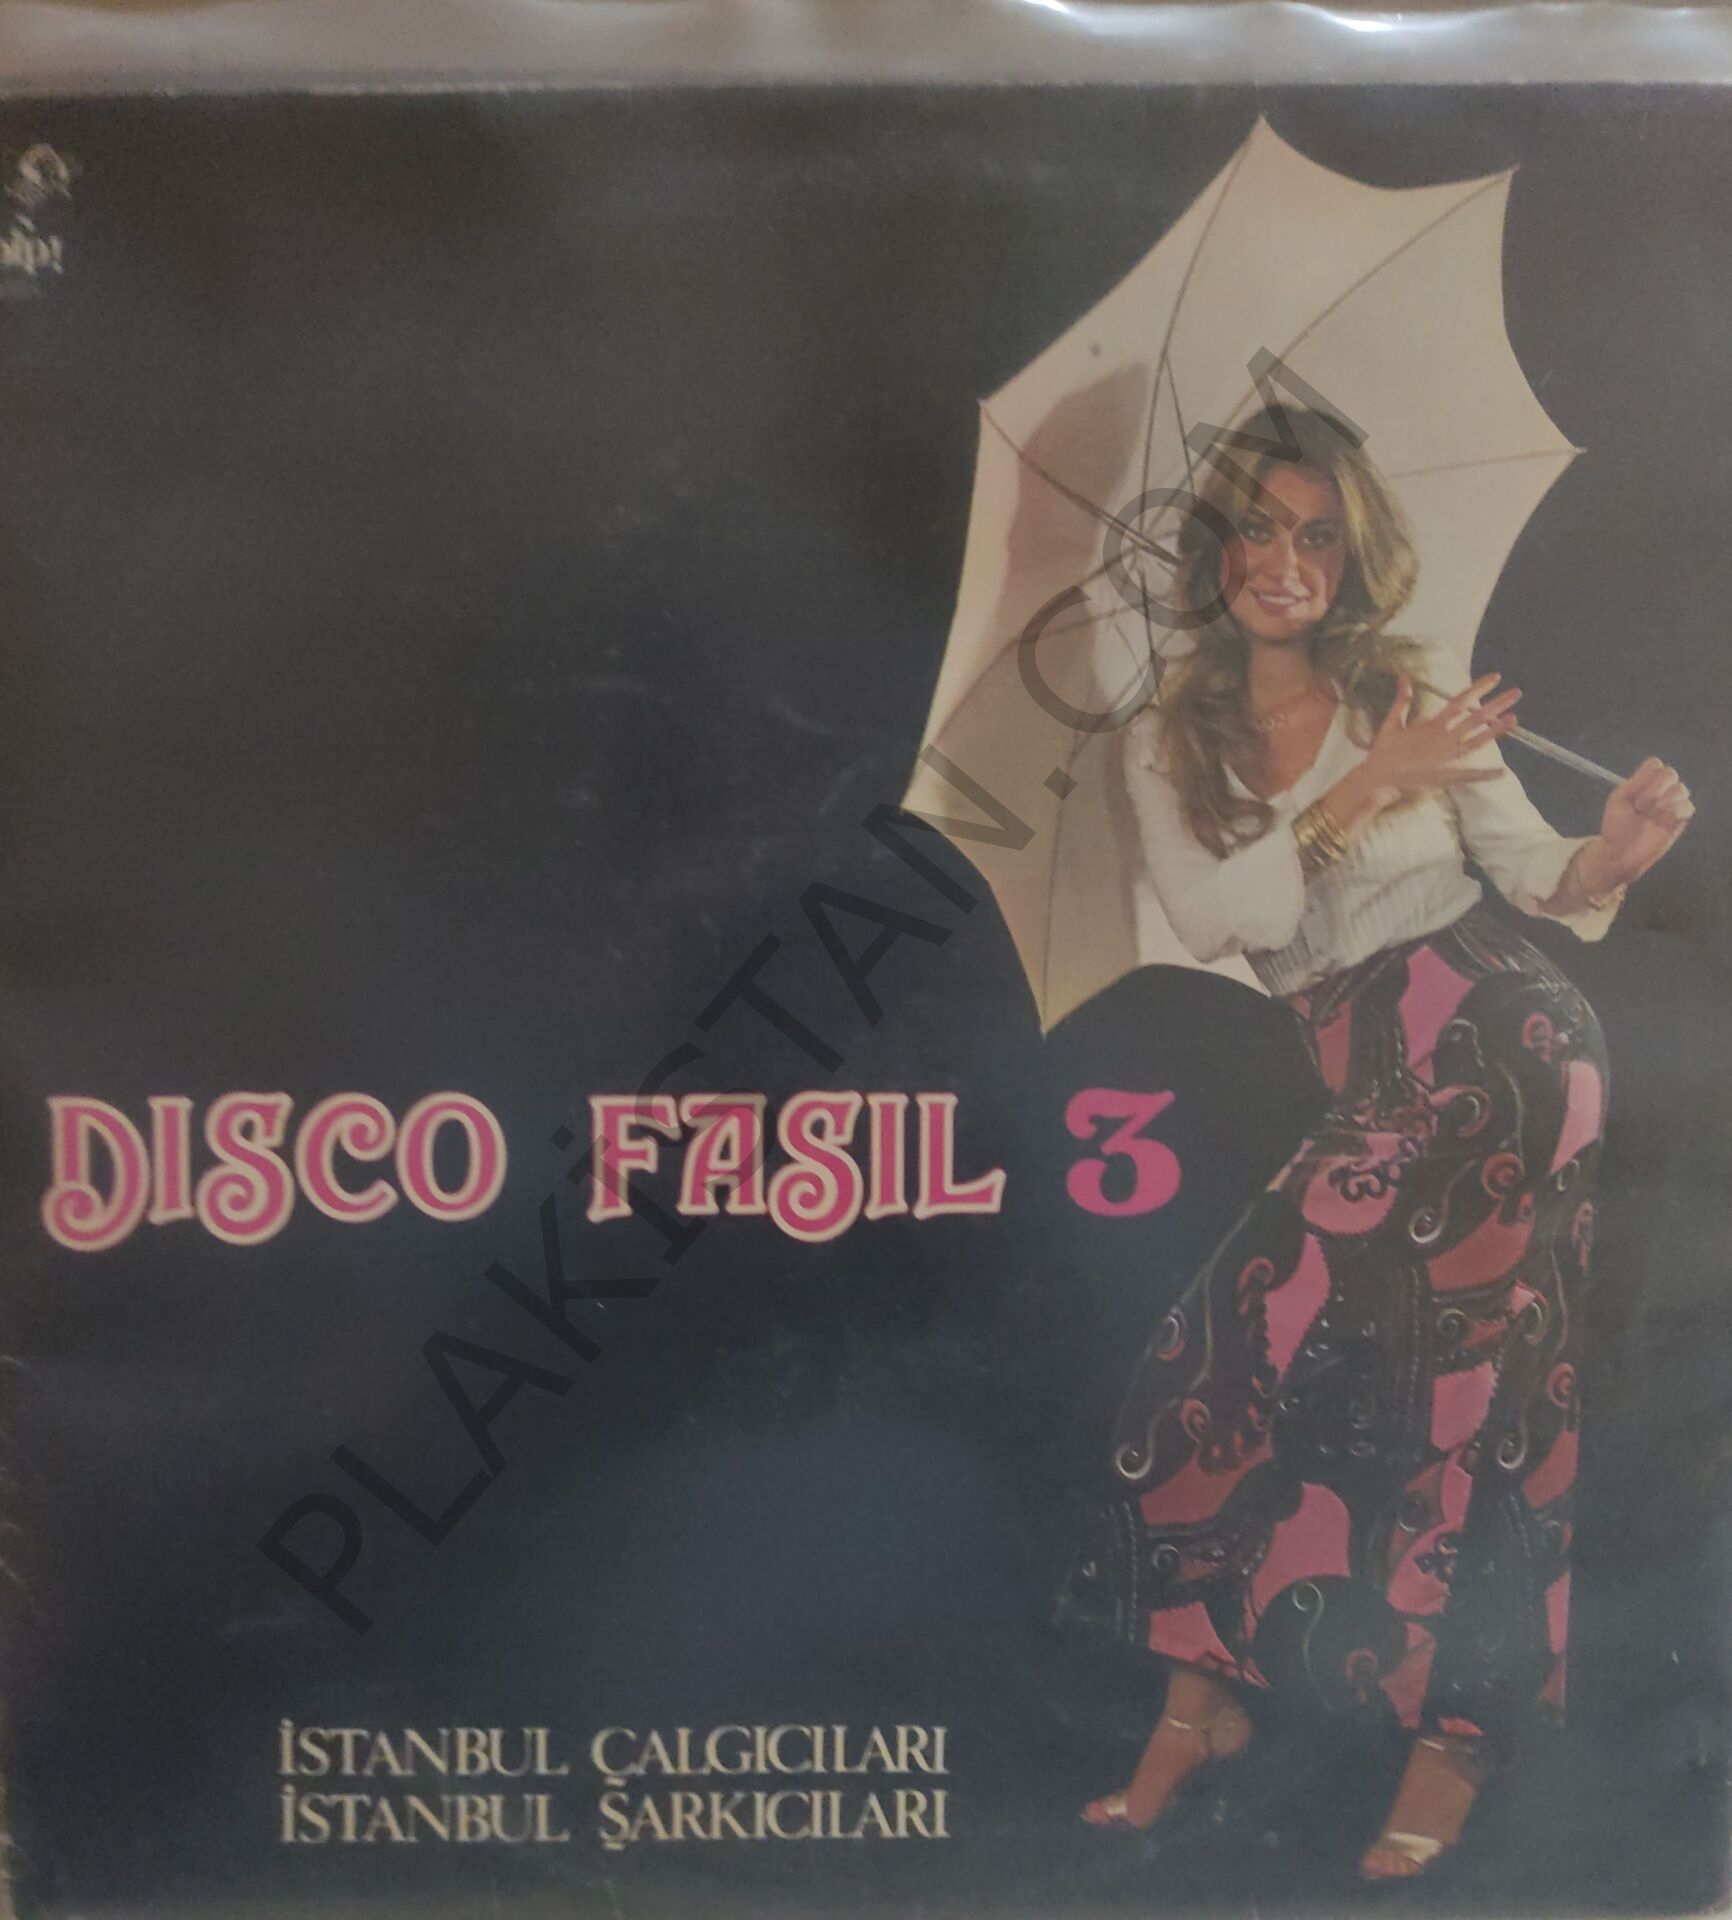 DISCO FASIL 3
İSTANBUL ÇALGICILARI
İSTANBUL ŞARKICILARI
PLAKİSTAN.COM